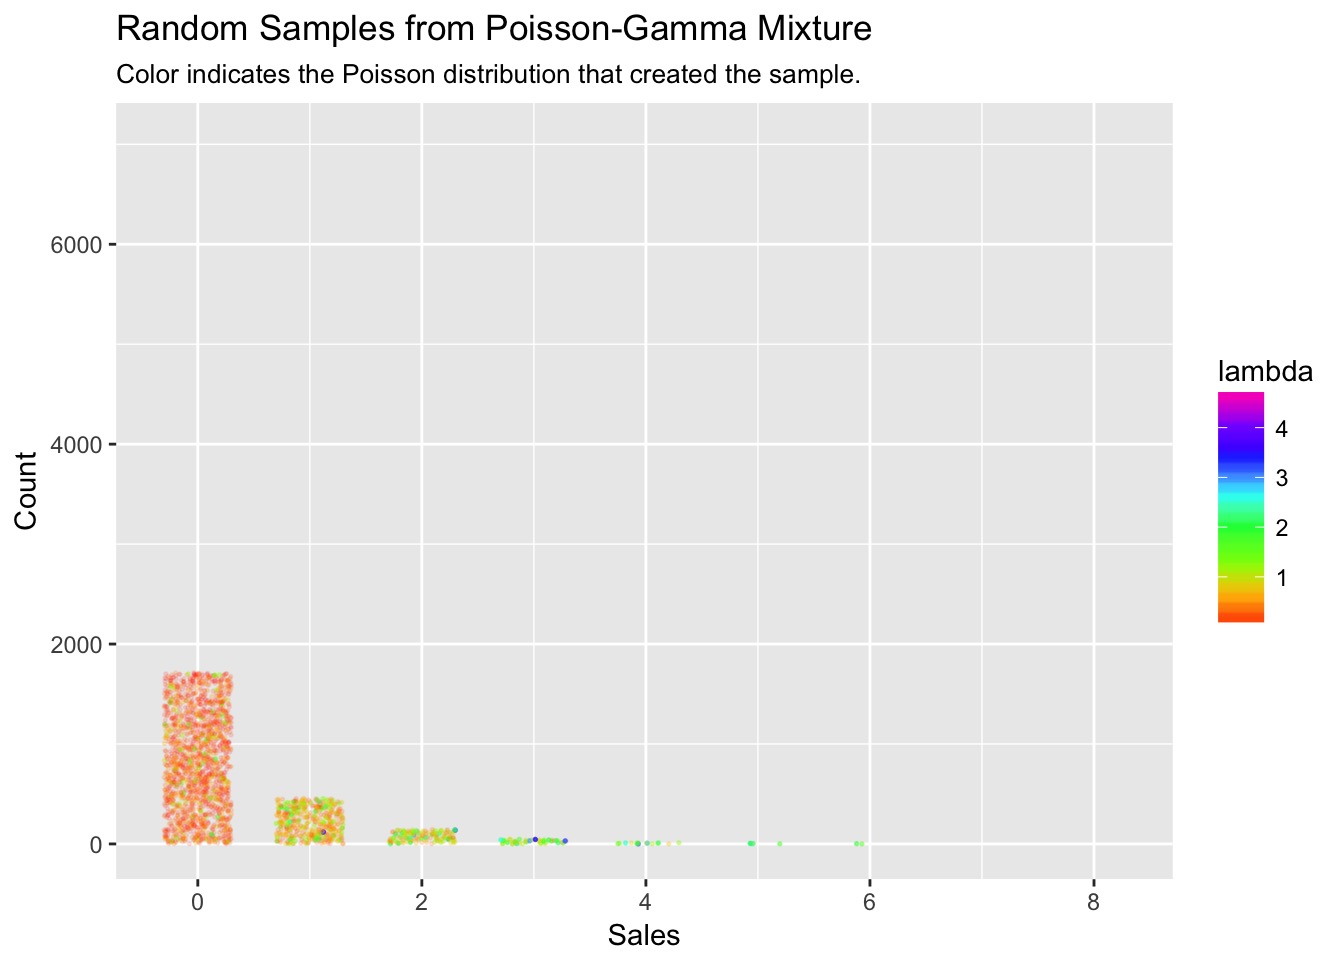 Random Samples from Poisson-Gamma Mixture
Color indicates the Poisson distribution that created the sample.
6000
4000
2000
0
Count
0 2 4 6 8
Sales
lambda
4
3
2
1